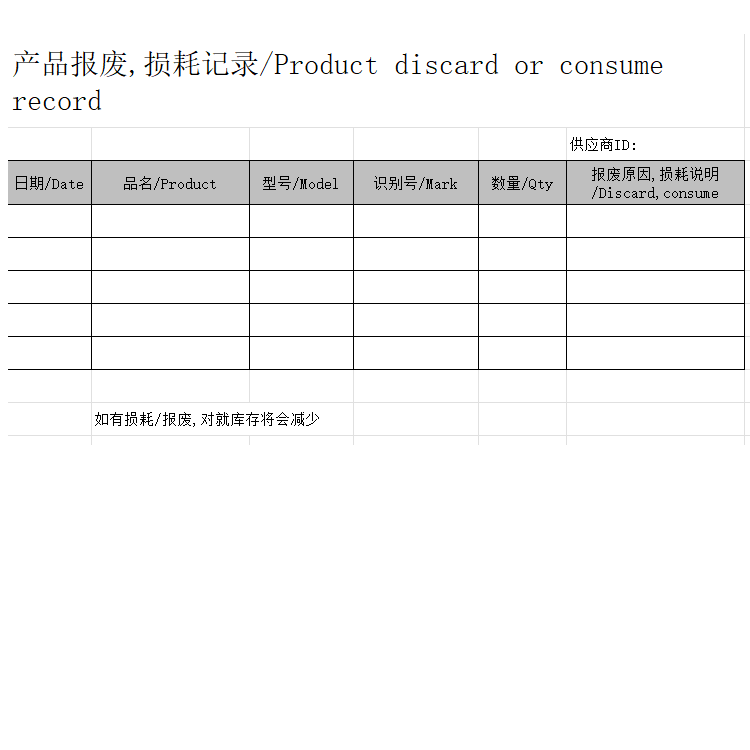 产品报废,损耗记录/Product discard or consume
record
供应商ID:
日期/Date 品名/Product 型号/Model 识别号/Mark 数量/Qty 报废原因,损耗说明
/Discard,consume
如有损耗/报废,对就库存将会减少